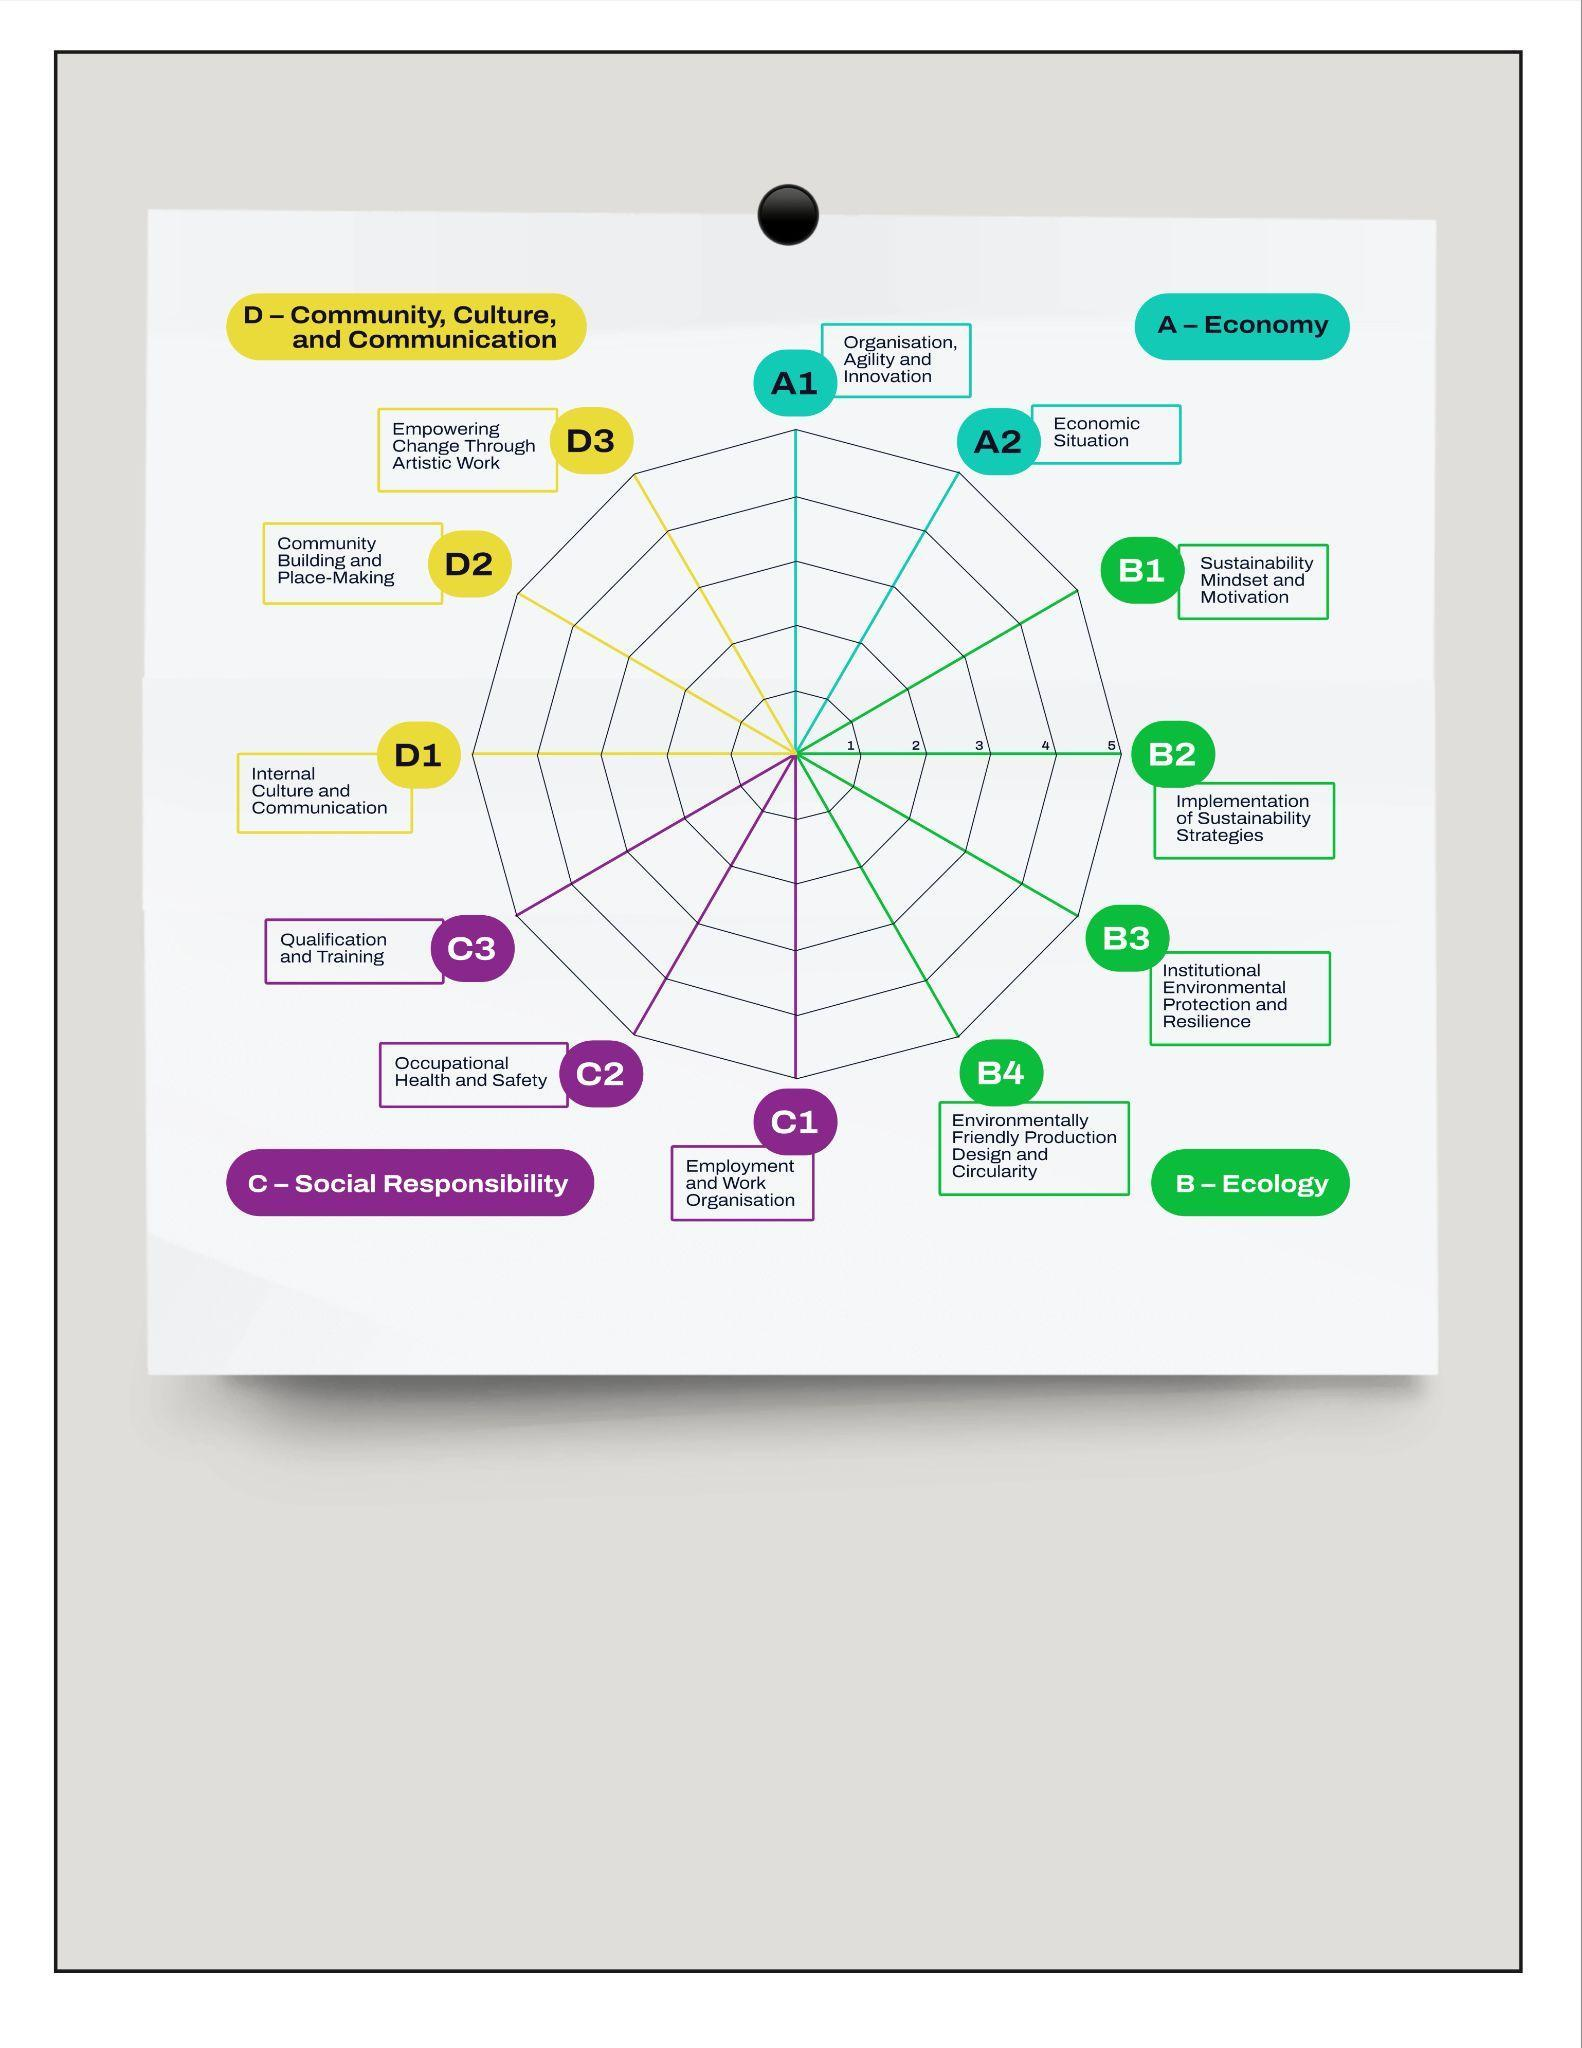 D – Community, Culture,
and Communication
A – Economy
A1
Organisation,
Agility and
Innovation
A2
Economic
Situation
D3
Empowering
Change Through
Artistic Work
D2
Community
Building and
Place-Making
B1
Sustainability
Mindset and
Motivation
D1
Internal
Culture and
Communication
1 2 3 4 5
B2
Implementation
of Sustainability
Strategies
C3
Qualification
and Training
B3
Institutional
Environmental
Protection and
Resilience
C2
Occupational
Health and Safety
C1
Employment
and Work
Organisation
B4
Environmentally
Friendly Production
Design and
Circularity
C – Social Responsibility
B – Ecology